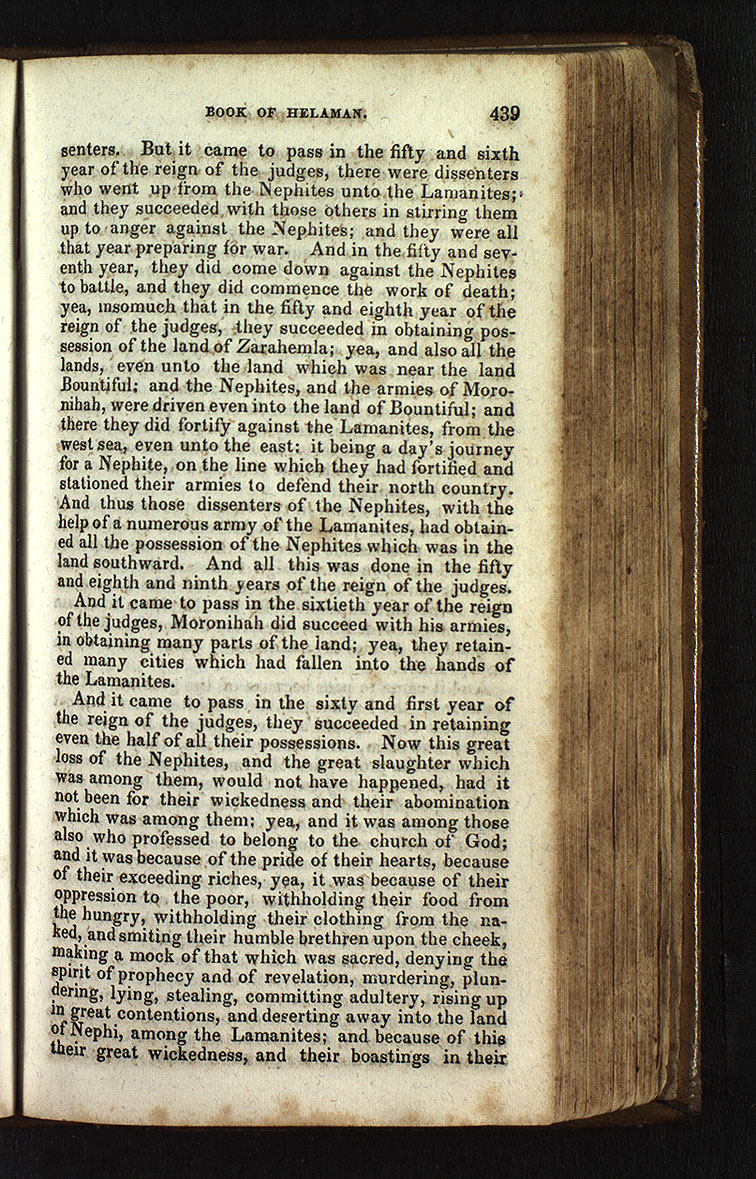 BOOK OF HELAMAN. 439
senters. But it came to pass in the fifty and sixth
year of the reign of the judges, there were dissenters
who went up from the Nephites unto the Lamanites;
and they succeeded with those others in stirring them
up to anger against the Nephites; and they were all
that year preparing for war. And in the fifty and sev-
enth year, they did come down against the Nephites
to battle, and they did commence the work of death;
yea, insomuch that in the fifty and eighth year of the
reign of the judges, they succeeded in obtaining pos-
session of the land of Zarahemla; yea, and also all the
lands, even unto the land which was near the land
Bountiful; and the Nephites, and the armies of Moro-
nihah, were driven even into the land of Bountiful; and
there they did fortify against the Lamanites, from the
west sea, even unto the east; it being a day's journey
for a Nephite, on the line which they had fortified and
stationed their armies to defend their north country.
And thus those dissenters of the Nephites, with the
help of a numerous army of the Lamanites, had obtain-
ed all the possession of the Nephites which was in the
land southward. And all this was done in the fifty
and eighth and ninth years of the reign of the judges.
And it came to pass in the sixtieth year of the reign
of the judges, Moronihah did succeed with his armies,
in obtaining many parts of the land; yea, they retain-
ed many cities which had fallen into the hands of
the Lamanites.
And it came to pass in the sixty and first year of
the reign of the judges, they succeeded in retaining
even the half of all their possessions. Now this great
loss of the Nephites, and the great slaughter which
was among them, would not have happened, had it
not been for their wickedness and their abomination
which was among them; yea, and it was among those
also who professed to belong to the church of God;
and it was because of the pride of their hearts, because
of their exceeding riches, yea, it was because of their
oppression to the poor, withholding their food from
the hungry, withholding their clothing from the na-
ked, and smiting their humble brethren upon the cheek,
making a mock of that which was sacred, denying the
spirit of prophecy and of revelation, murdering, plun-
dering, lying, stealing, committing adultery, rising up
in great contentions, and deserting away into the land
of Nephi, among the Lamanites; and because of this
their great wickedness, and their boastings in their